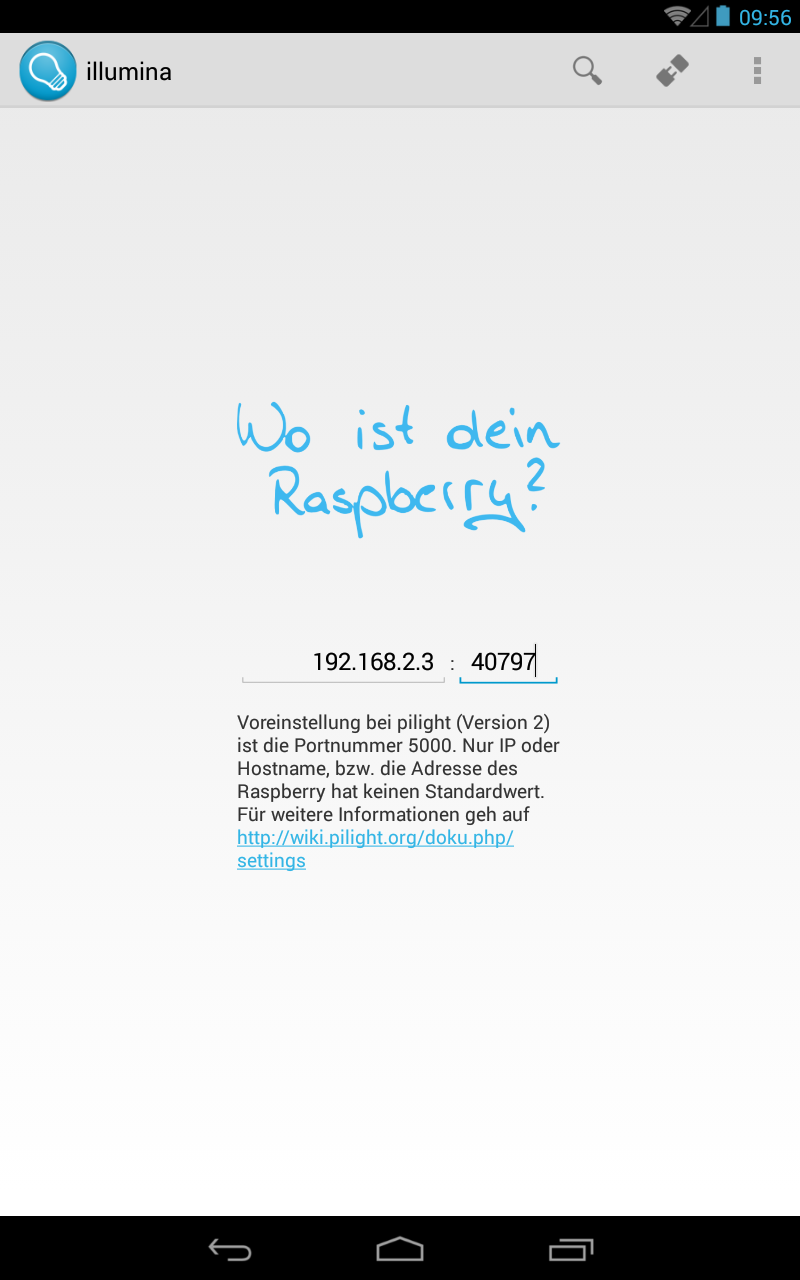 09:56
illumina
Wo ist dein
Raspberry?
192.168.2.3 : 40797
Voreinstellung bei pilight (Version 2)
ist die Portnummer 5000. Nur IP oder
Hostname, bzw. die Adresse des
Raspberry hat keinen Standardwert.
Für weitere Informationen geh auf
http://wiki.pilight.org/doku.php/
settings